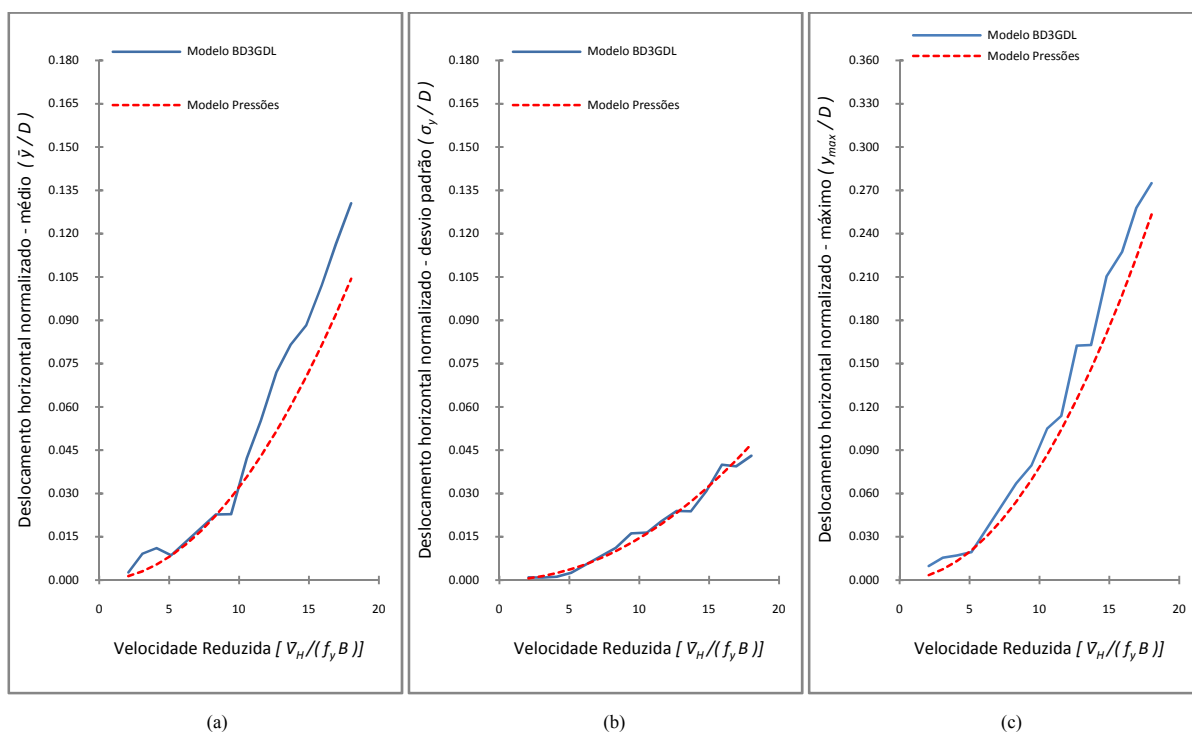 Modelo BD3GDL
Modelo Pressões
Deslocamento horizontal normalizado - médio ( ȳ / D )
0.180
0.165
0.150
0.135
0.120
0.105
0.090
0.075
0.060
0.045
0.030
0.015
0.000
0 5 10 15 20
Velocidade Reduzida [ V̄H /( fy B )]
(a)
Modelo BD3GDL
Modelo Pressões
Deslocamento horizontal normalizado - desvio padrão ( σy / D )
0.180
0.165
0.150
0.135
0.120
0.105
0.090
0.075
0.060
0.045
0.030
0.015
0.000
0 5 10 15 20
Velocidade Reduzida [ V̄H /( fy B )]
(b)
Modelo BD3GDL
Modelo Pressões
Deslocamento horizontal normalizado - máximo ( ymax / D )
0.360
0.330
0.300
0.270
0.240
0.210
0.180
0.150
0.120
0.090
0.060
0.030
0.000
0 5 10 15 20
Velocidade Reduzida [ V̄H /( fy B )]
(c)